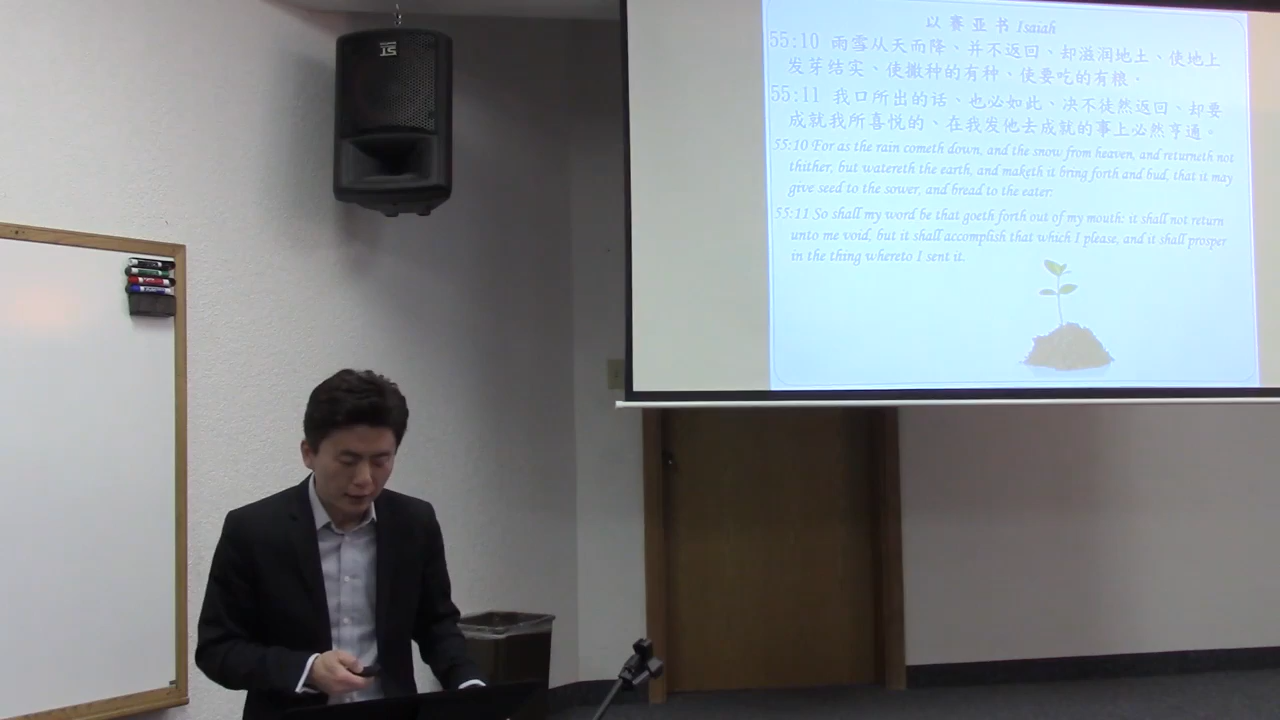 以赛亚书 Isaiah
55:10 雨雪从天而降、并不返回、却滋润地土、使地上
发芽结实、使撒种的有种、使要吃的有粮。
55:11 我口所出的话、也必如此、决不徒然返回、却要
成就我所喜悦的、在我发他去成就的事上必然亨通。
55:10 For as the rain cometh down, and the snow from heaven, and returneth not
thither, but watereth the earth, and maketh it bring forth and bud, that it may
give seed to the sower, and bread to the eater:
55:11 So shall my word be that goeth forth out of my mouth: it shall not return
unto me void, but it shall accomplish that which I please, and it shall prosper
in the thing whereto I sent it.